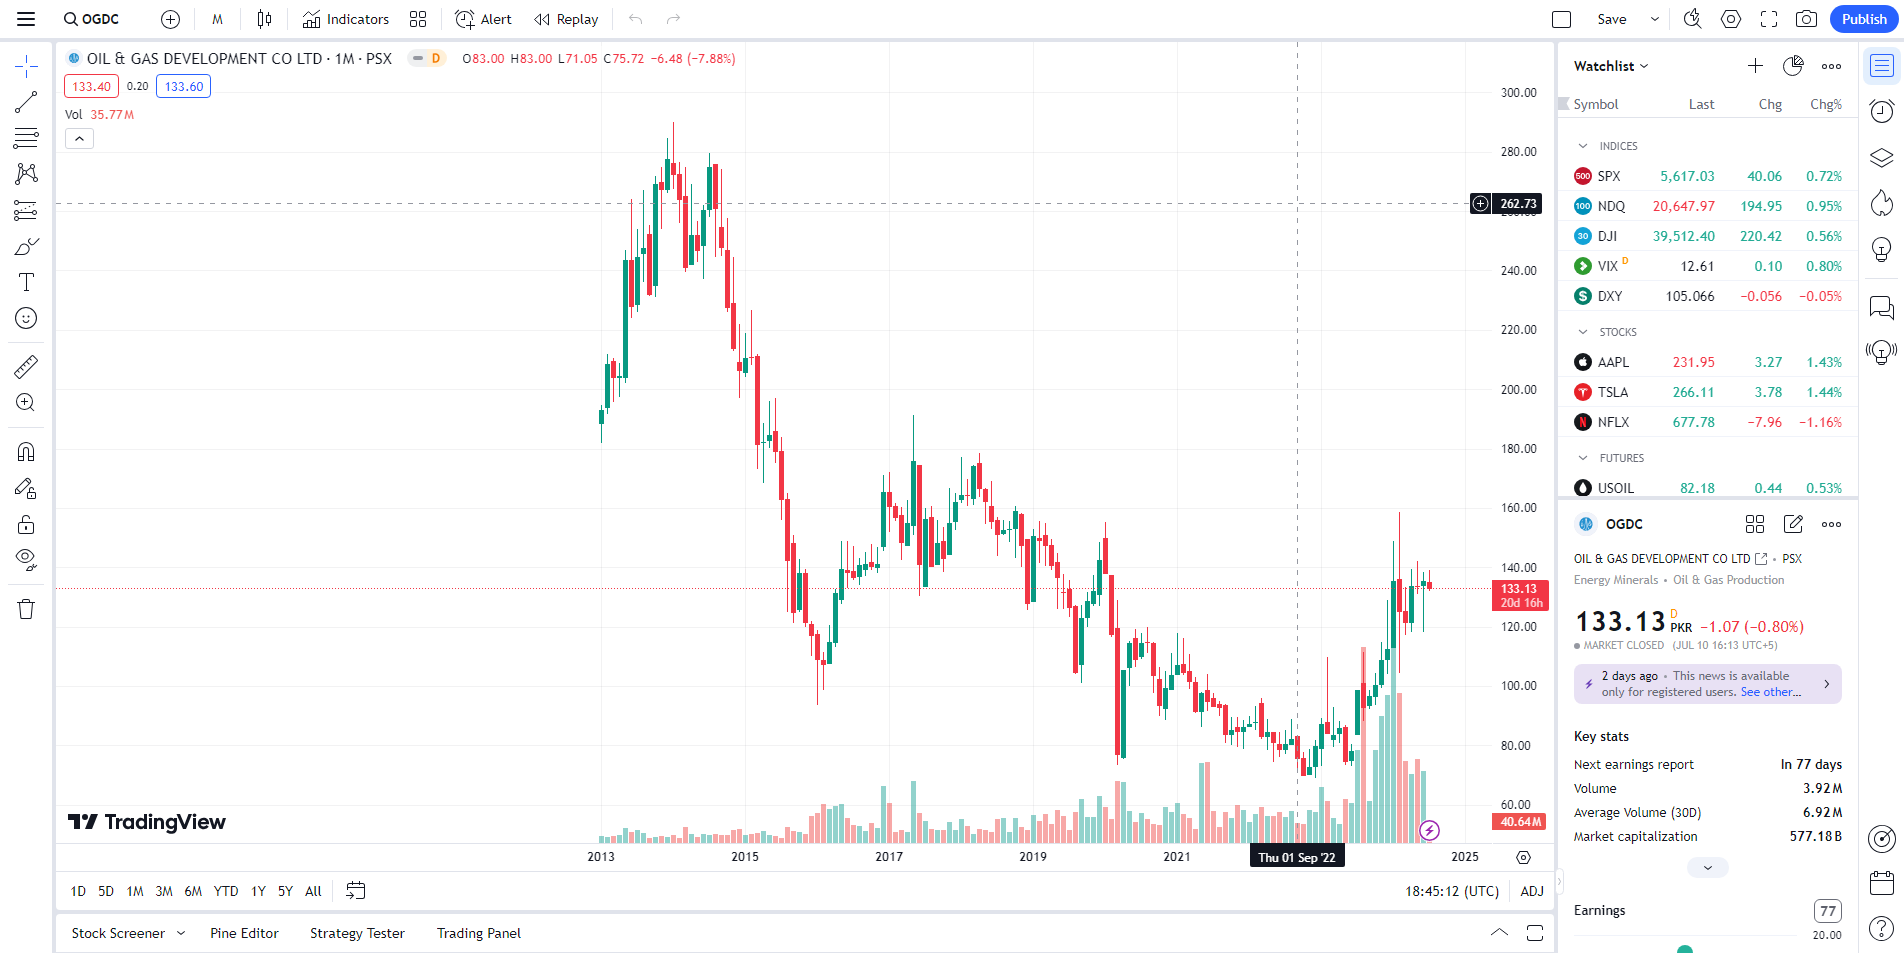 OGDC
M
Indicators
Alert
Replay
Save
Publish
OIL & GAS DEVELOPMENT CO LTD · 1M · PSX
D
O83.00 H83.00 L71.05 C75.72 −6.48 (−7.88%)
133.40
0.20
133.60
Vol 35.77M
300.00
280.00
262.73
240.00
220.00
200.00
180.00
160.00
140.00
133.13
20d 16h
120.00
100.00
80.00
60.00
40.64M
TradingView
2013
2015
2017
2019
2021
Thu 01 Sep '22
2025
1D 5D 1M 3M 6M YTD 1Y 5Y All
18:45:12 (UTC)
ADJ
Stock Screener
Pine Editor
Strategy Tester
Trading Panel
Watchlist
Symbol Last Chg Chg%
INDICES
500 SPX 5,617.03 40.06 0.72%
100 NDQ 20,647.97 194.95 0.95%
30 DJI 39,512.40 220.42 0.56%
VIX D 12.61 0.10 0.80%
S DXY 105.066 −0.056 −0.05%
STOCKS
AAPL 231.95 3.27 1.43%
TSLA 266.11 3.78 1.44%
N NFLX 677.78 −7.96 −1.16%
FUTURES
USOIL 82.18 0.44 0.53%
OGDC
OIL & GAS DEVELOPMENT CO LTD • PSX
Energy Minerals • Oil & Gas Production
133.13 D PKR −1.07 (−0.80%)
MARKET CLOSED (JUL 10 16:13 UTC+5)
2 days ago • This news is available
only for registered users. See other...
Key stats
Next earnings report In 77 days
Volume 3.92M
Average Volume (30D) 6.92M
Market capitalization 577.18B
Earnings 77
20.00